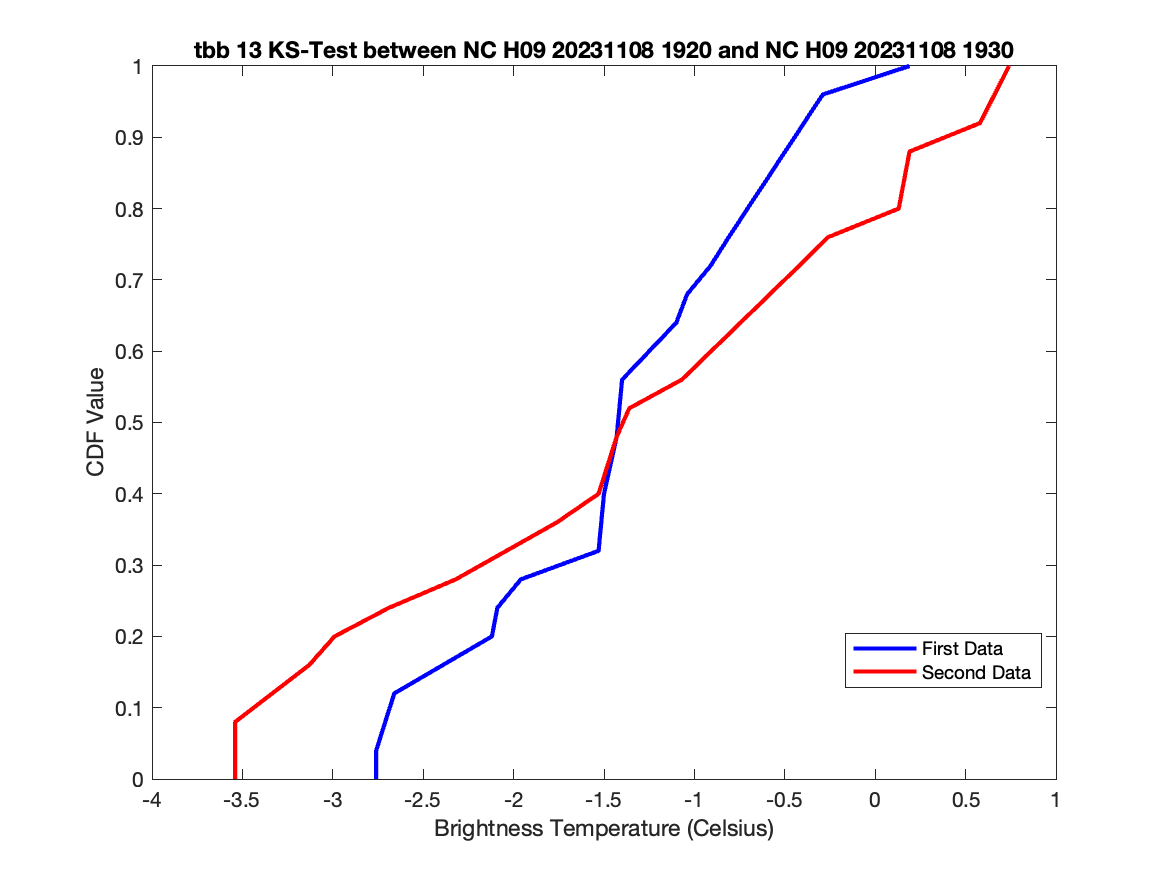 tbb 13 KS-Test between NC H09 20231108 1920 and NC H09 20231108 1930
1
0.9
0.8
0.7
0.6
0.5
0.4
0.3
0.2
0.1
0
CDF Value
First Data
Second Data
-4 -3.5 -3 -2.5 -2 -1.5 -1 -0.5 0 0.5 1
Brightness Temperature (Celsius)